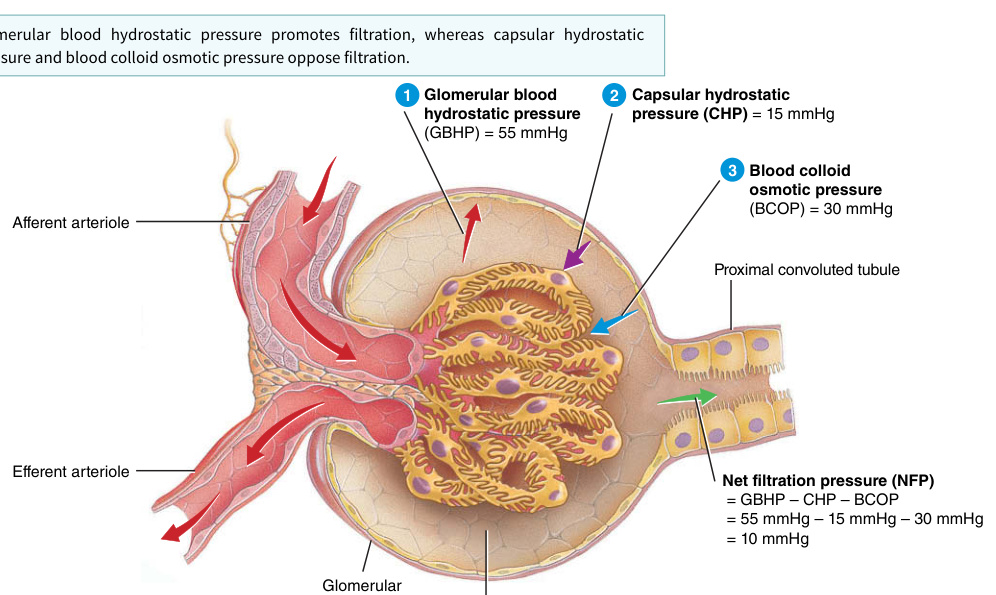 merular blood hydrostatic pressure promotes filtration, whereas capsular hydrostatic
sure and blood colloid osmotic pressure oppose filtration.
1 Glomerular blood
hydrostatic pressure
(GBHP) = 55 mmHg
2 Capsular hydrostatic
pressure (CHP) = 15 mmHg
3 Blood colloid
osmotic pressure
(BCOP) = 30 mmHg
Afferent arteriole
Proximal convoluted tubule
Efferent arteriole
Net filtration pressure (NFP)
= GBHP – CHP – BCOP
= 55 mmHg – 15 mmHg – 30 mmHg
= 10 mmHg
Glomerular